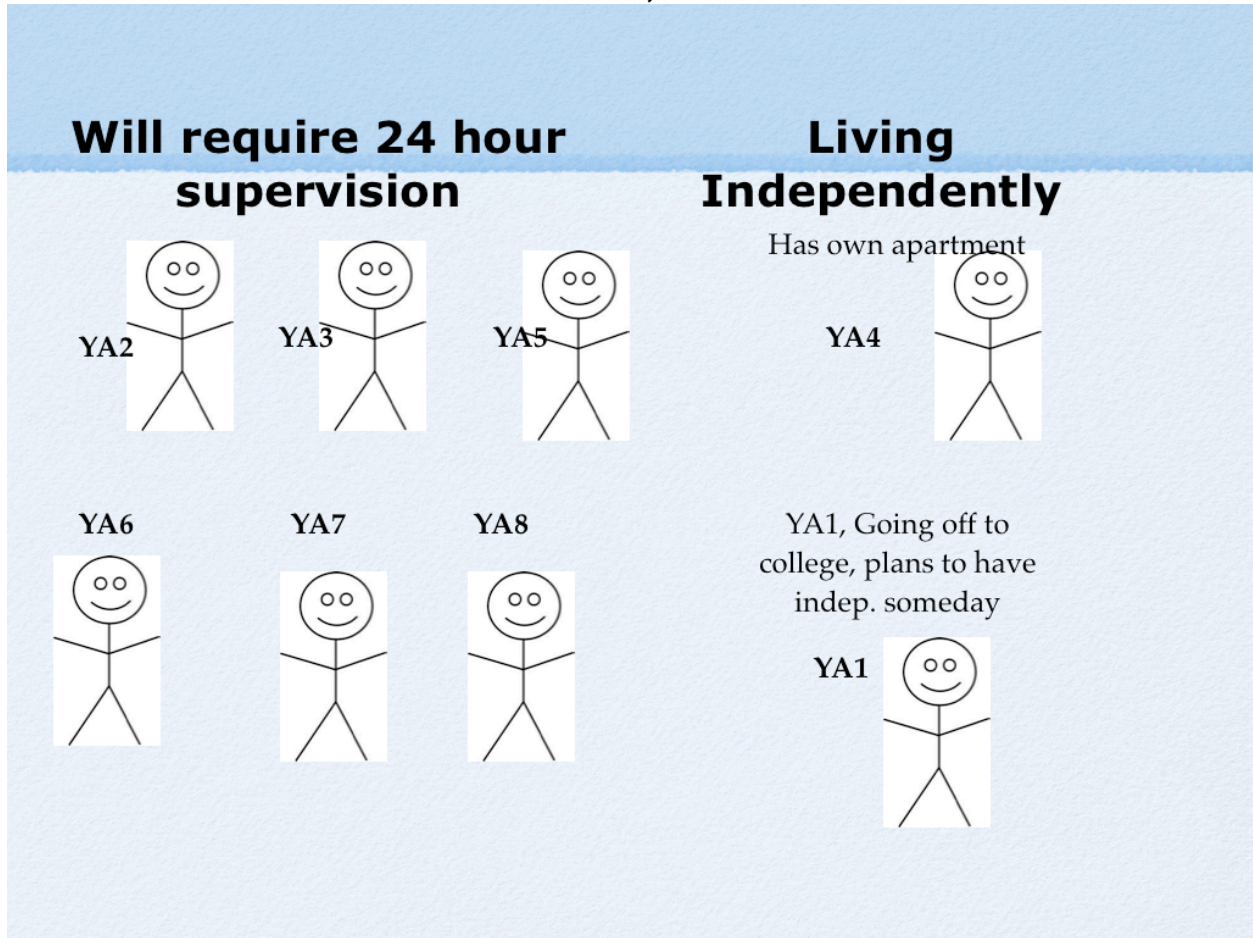 Will require 24 hour
supervision
Living
Independently
Has own apartment
YA2
YA3
YA5
YA4
YA6
YA7
YA8
YA1, Going off to
college, plans to have
indep. someday
YA1